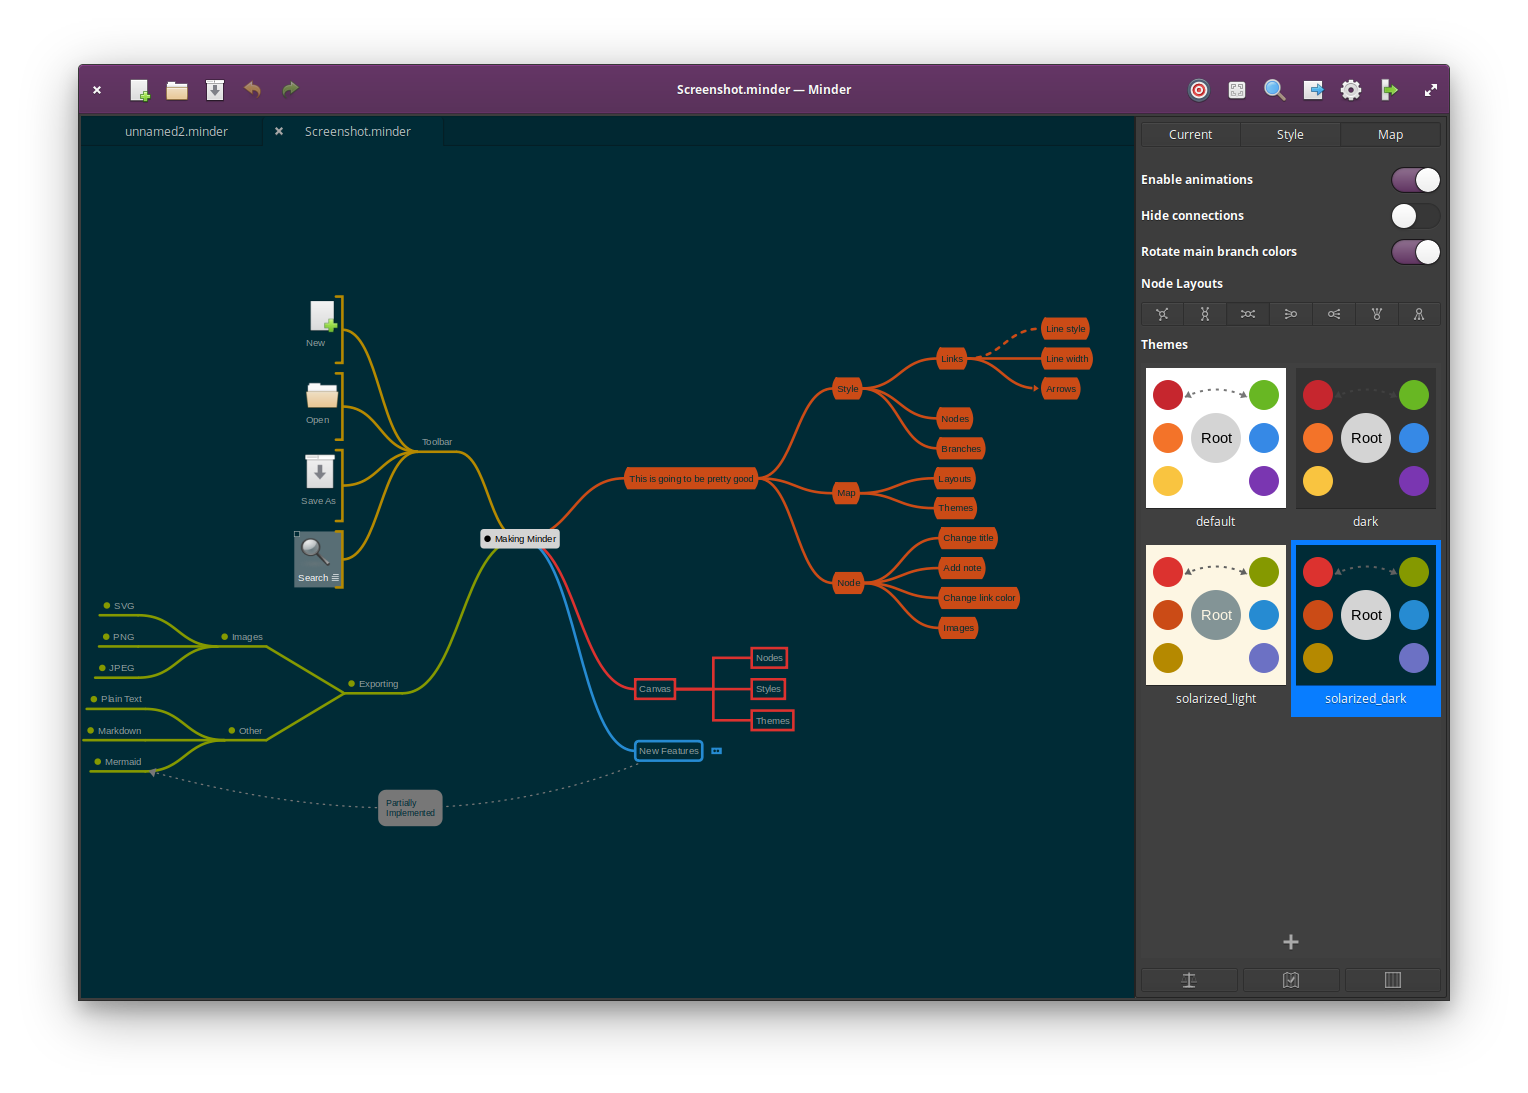 Screenshot.minder — Minder
unnamed2.minder
Screenshot.minder
Current
Style
Map
Enable animations
Hide connections
Rotate main branch colors
Node Layouts
Themes
Root
Root
default
dark
Root
Root
solarized_light
solarized_dark
New
Open
Save As
Search
Toolbar
Making Minder
This is going to be pretty good
Style
Links
Line style
Line width
Arrows
Nodes
Branches
Map
Layouts
Themes
Node
Change title
Add note
Change link color
Images
Canvas
Nodes
Styles
Themes
New Features
Exporting
Images
SVG
PNG
JPEG
Other
Plain Text
Markdown
Mermaid
Partially
Implemented